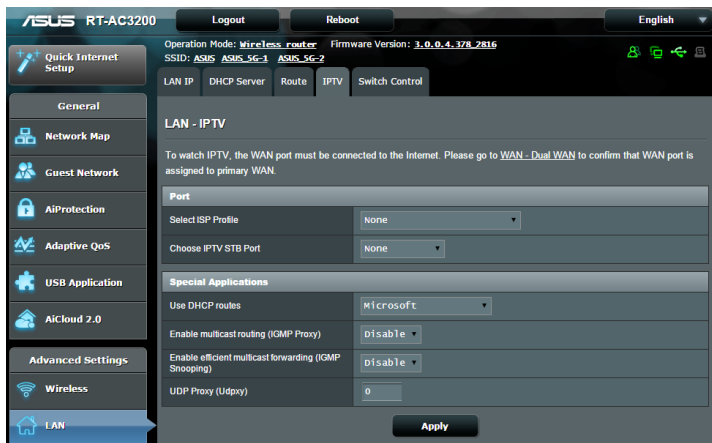 ASUS RT-AC3200 Logout Reboot English
Quick Internet Setup
Operation Mode: Wireless router Firmware Version: 3.0.0.4.378_2816
SSID: ASUS ASUS_5G-1 ASUS_5G-2
LAN IP DHCP Server Route IPTV Switch Control
General
Network Map
Guest Network
AiProtection
Adaptive QoS
USB Application
AiCloud 2.0
Advanced Settings
Wireless
LAN
LAN - IPTV
To watch IPTV, the WAN port must be connected to the Internet. Please go to WAN - Dual WAN to confirm that WAN port is
assigned to primary WAN.
Port
Select ISP Profile None
Choose IPTV STB Port None
Special Applications
Use DHCP routes Microsoft
Enable multicast routing (IGMP Proxy) Disable
Enable efficient multicast forwarding (IGMP
Snooping) Disable
UDP Proxy (Udpxy) 0
Apply